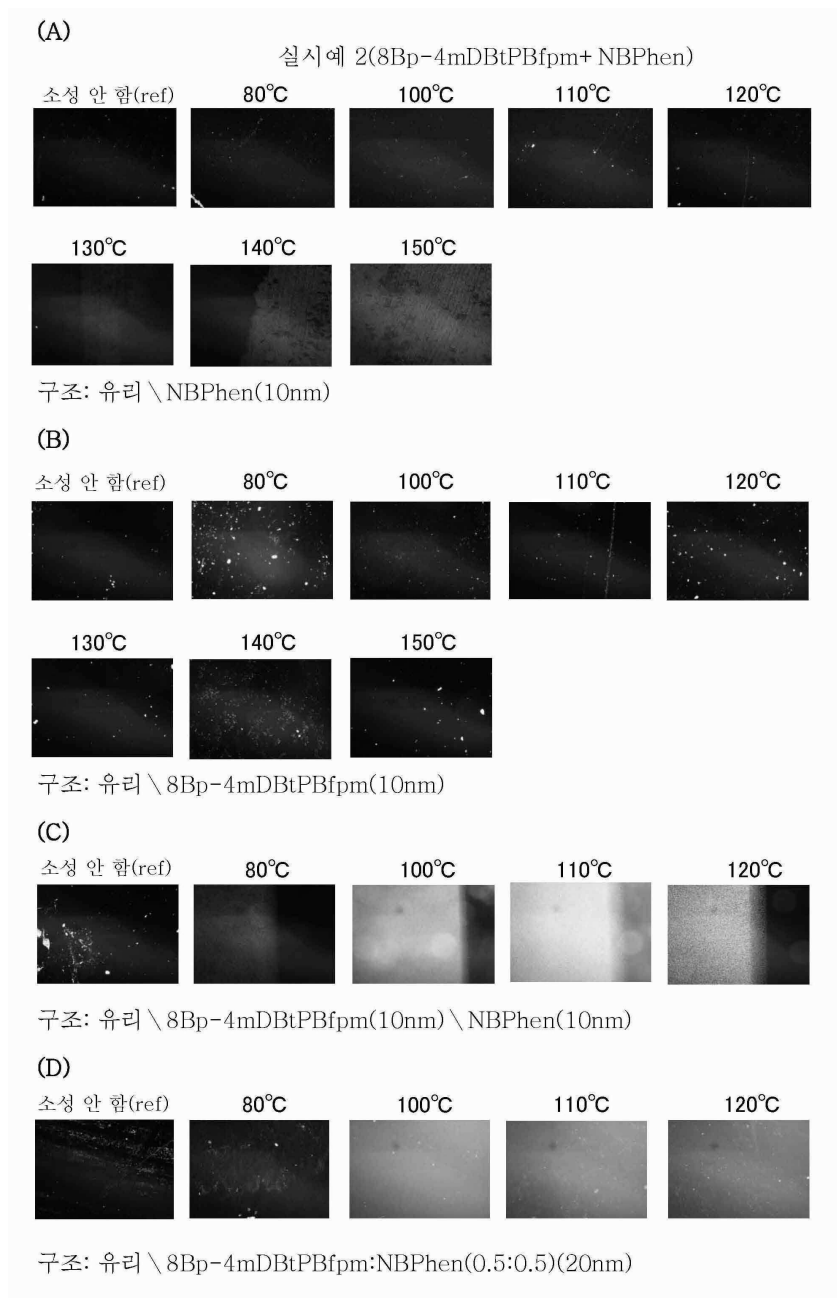 (A)
실시예 2(8Bp-4mDBtPBfpm+ NBPhen)
소성 안 함(ref) 80℃ 100℃ 110℃ 120℃
130℃ 140℃ 150℃
구조: 유리 \ NBPhen(10nm)
(B)
소성 안 함(ref) 80℃ 100℃ 110℃ 120℃
130℃ 140℃ 150℃
구조: 유리 \ 8Bp-4mDBtPBfpm(10nm)
(C)
소성 안 함(ref) 80℃ 100℃ 110℃ 120℃
구조: 유리 \ 8Bp-4mDBtPBfpm(10nm) \ NBPhen(10nm)
(D)
소성 안 함(ref) 80℃ 100℃ 110℃ 120℃
구조: 유리 \ 8Bp-4mDBtPBfpm:NBPhen(0.5:0.5)(20nm)